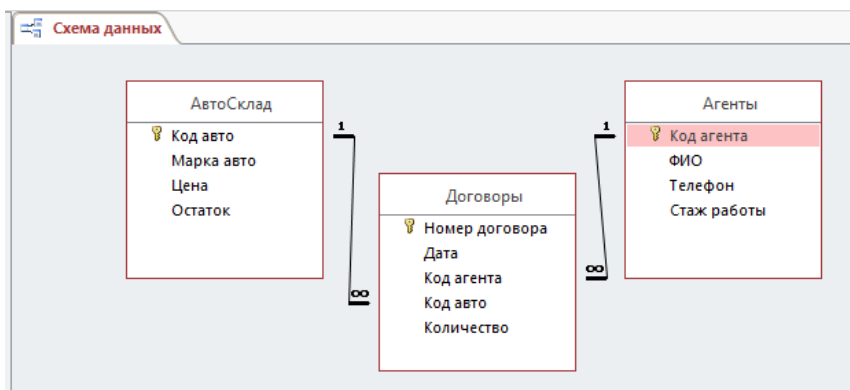 Схема данных
АвтоСклад
Код авто
Марка авто
Цена
Остаток
1
∞
Договоры
Номер договора
Дата
Код агента
Код авто
Количество
1
∞
Агенты
Код агента
ФИО
Телефон
Стаж работы